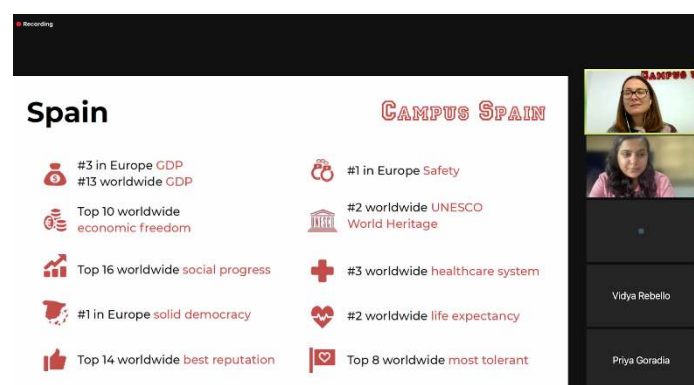 Recording
Spain
CAMPUS SPAIN
#3 in Europe GDP
#13 worldwide GDP
Top 10 worldwide
economic freedom
Top 16 worldwide social progress
#1 in Europe solid democracy
Top 14 worldwide best reputation
#1 in Europe Safety
#2 worldwide UNESCO
World Heritage
UNESCO
#3 worldwide healthcare system
#2 worldwide life expectancy
Top 8 worldwide most tolerant
CAMPUS
Vidya Rebello
Priya Goradia